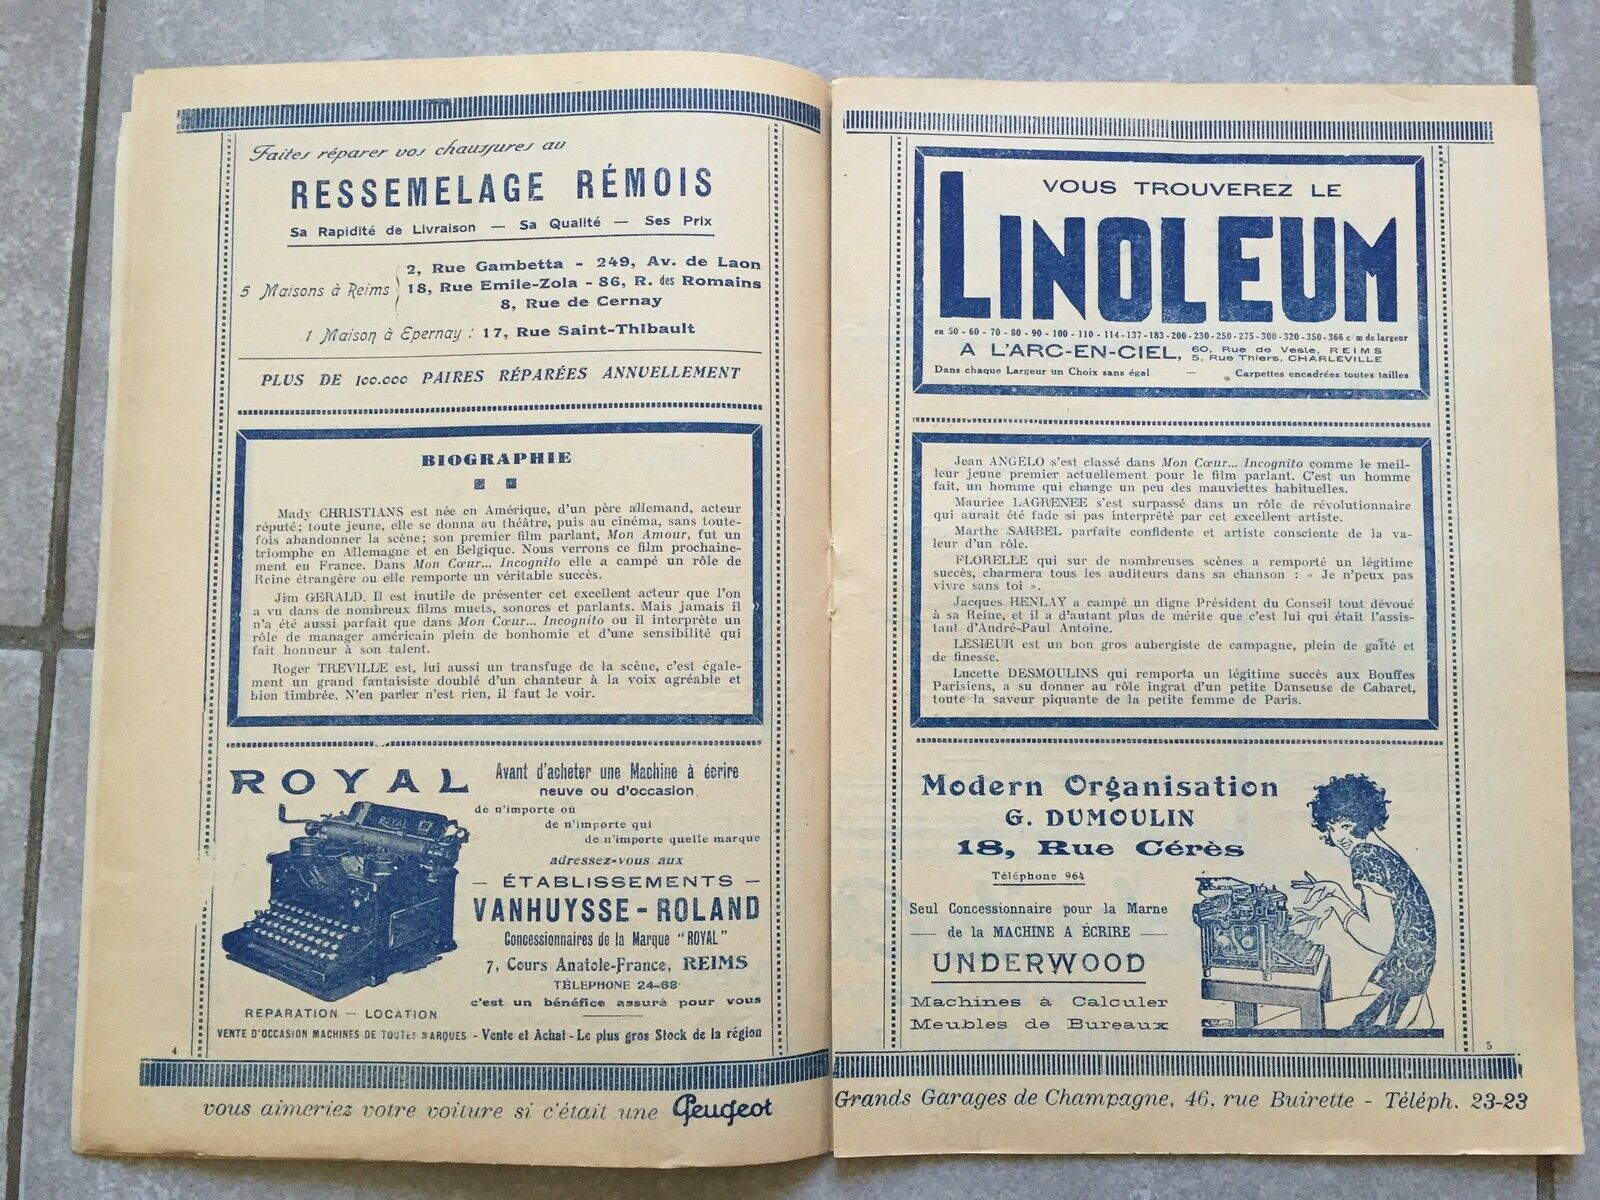 Faites réparer vos chaussures au
RESSEMELAGE RÉMOIS
Sa Rapidité de Livraison — Sa Qualité — Ses Prix
5 Maisons à Reims
2, Rue Gambetta - 249, Av. de Laon
18, Rue Emile-Zola - 86, R. des Romains
8, Rue de Cernay
1 Maison à Epernay : 17, Rue Saint-Thibault
PLUS DE 100.000 PAIRES RÉPARÉES ANNUELLEMENT
BIOGRAPHIE
Mady CHRISTIANS est née en Amérique, d'un père allemand, acteur
réputé; toute jeune, elle se donna au théâtre, puis au cinéma, sans toute-
fois abandonner la scène; son premier film parlant, Mon Amour, fut un
triomphe en Allemagne et en Belgique. Nous verrons ce film prochaine-
ment en France. Dans Mon Cœur... Incognito elle a campé un rôle de
Reine étrangère ou elle remporte un véritable succès.
Jim GERALD. Il est inutile de présenter cet excellent acteur que l'on
a vu dans de nombreux films muets, sonores et parlants. Mais jamais il
n'a été aussi parfait que dans Mon Cœur... Incognito ou il interprète un
rôle de manager américain plein de bonhomie et d'une sensibilité qui
fait honneur à son talent.
Roger TREVILLE est, lui aussi un transfuge de la scène, c'est égale-
ment un grand fantaisiste doublé d'un chanteur à la voix agréable et
bien timbrée. N'en parler n'est rien, il faut le voir.
ROYAL
ROYAL
Avant d'acheter une Machine à écrire
neuve ou d'occasion,
de n'importe où
de n'importe qui
de n'importe quelle marque
adressez-vous aux
— ÉTABLISSEMENTS —
VANHUYSSE - ROLAND
Concessionnaires de la Marque "ROYAL"
7, Cours Anatole-France, REIMS
TÉLÉPHONE 24-68
c'est un bénéfice assuré pour vous
REPARATION — LOCATION
VENTE D'OCCASION MACHINES DE TOUTES MARQUES - Vente et Achat - Le plus gros Stock de la région
4
vous aimeriez votre voiture si c'était une Peugeot
VOUS TROUVEREZ LE
LINOLEUM
en 50 - 60 - 70 - 80 - 90 - 100 - 110 - 114 - 137 - 183 - 200 - 230 - 250 - 275 - 300 - 320 - 350 - 366 c/m de largeur
A L'ARC-EN-CIEL, 60, Rue de Vesle, REIMS
5, Rue Thiers, CHARLEVILLE
Dans chaque Largeur un Choix sans égal — Carpettes encadrées toutes tailles
Jean ANGELO s'est classé dans Mon Cœur... Incognito comme le meil-
leur jeune premier actuellement pour le film parlant. C'est un homme
fait, un homme qui change un peu des mauviettes habituelles.
Maurice LAGRENEE s'est surpassé dans un rôle de révolutionnaire
qui aurait été fade si pas interprêté par cet excellent artiste.
Marthe SARBEL parfaite confidente et artiste consciente de la va-
leur d'un rôle.
FLORELLE qui sur de nombreuses scènes a remporté un légitime
succès, charmera tous les auditeurs dans sa chanson : « Je n'peux pas
vivre sans toi ».
Jacques HENLAY a campé un digne Président du Conseil tout dévoué
à sa Reine, et il a d'autant plus de mérite que c'est lui qui était l'assis-
tant d'André-Paul Antoine.
LESIEUR est un bon gros aubergiste de campagne, plein de gaîté et
de finesse.
Lucette DESMOULINS qui remporta un légitime succès aux Bouffes
Parisiens, a su donner au rôle ingrat d'un petite Danseuse de Cabaret,
toute la saveur piquante de la petite femme de Paris.
Modern Organisation
G. DUMOULIN
18, Rue Cérès
Téléphone 964
Seul Concessionnaire pour la Marne
— de la MACHINE A ÉCRIRE —
UNDERWOOD
Machines à Calculer
Meubles de Bureaux
5
Grands Garages de Champagne, 46, rue Buirette - Téléph. 23-23